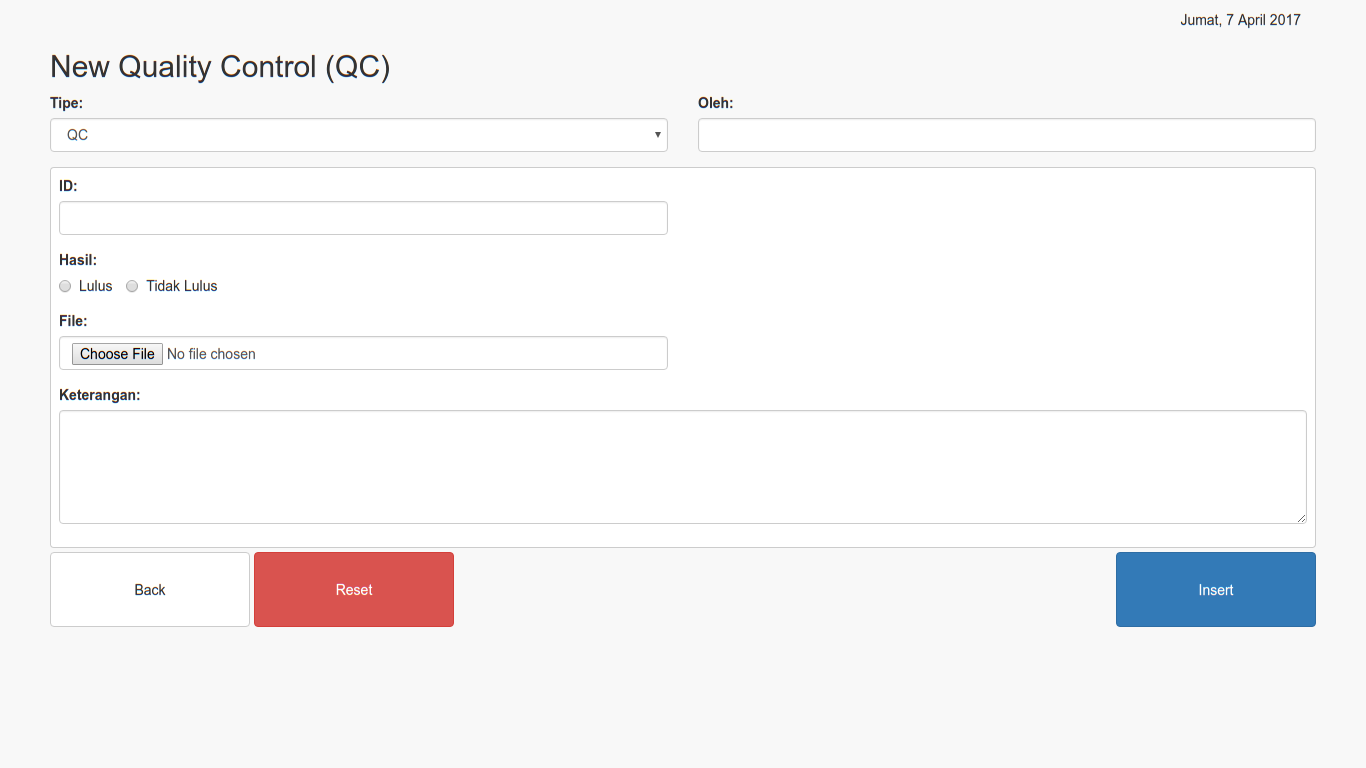 Jumat, 7 April 2017
New Quality Control (QC)
Tipe:
Oleh:
QC
ID:
Hasil:
Lulus Tidak Lulus
File:
Choose File No file chosen
Keterangan:
Back Reset Insert